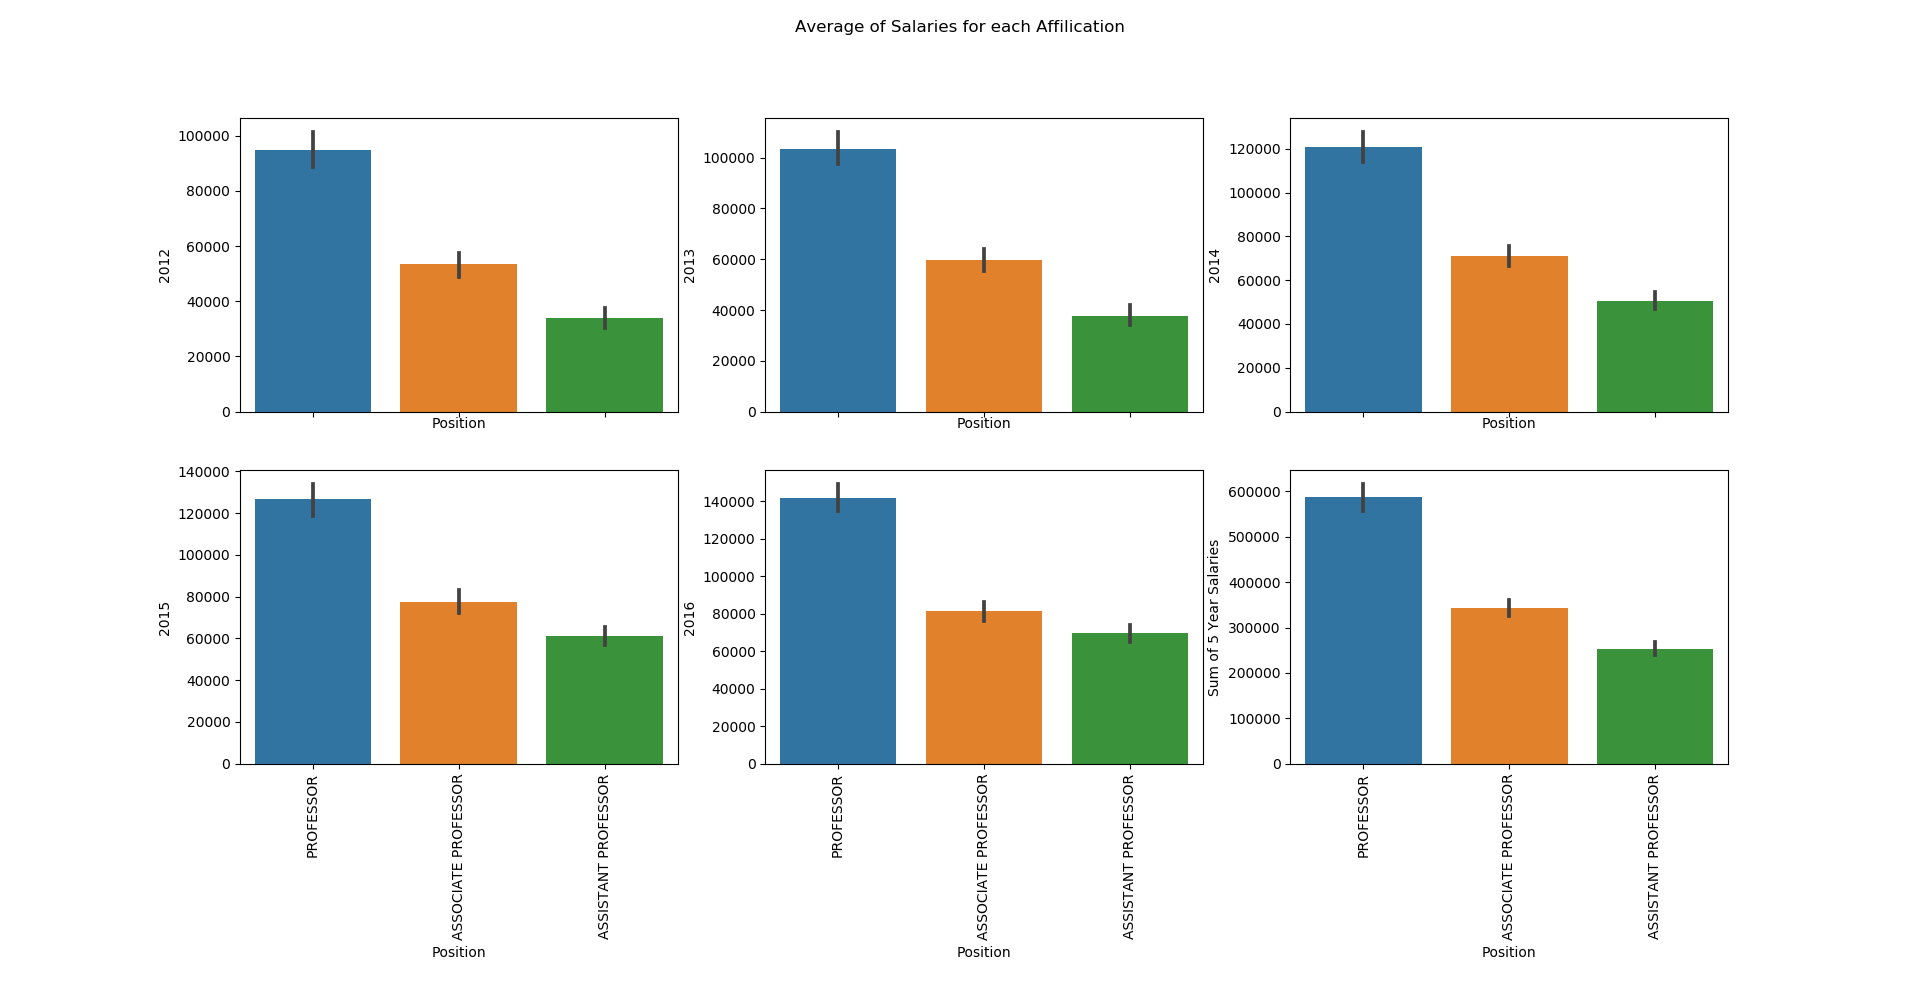 Average of Salaries for each Affilication
2012
100000
80000
60000
40000
20000
0
Position
2013
100000
80000
60000
40000
20000
0
Position
2014
120000
100000
80000
60000
40000
20000
0
Position
2015
140000
120000
100000
80000
60000
40000
20000
0
PROFESSOR
ASSOCIATE PROFESSOR
ASSISTANT PROFESSOR
Position
2016
140000
120000
100000
80000
60000
40000
20000
0
PROFESSOR
ASSOCIATE PROFESSOR
ASSISTANT PROFESSOR
Position
Sum of 5 Year Salaries
600000
500000
400000
300000
200000
100000
0
PROFESSOR
ASSOCIATE PROFESSOR
ASSISTANT PROFESSOR
Position